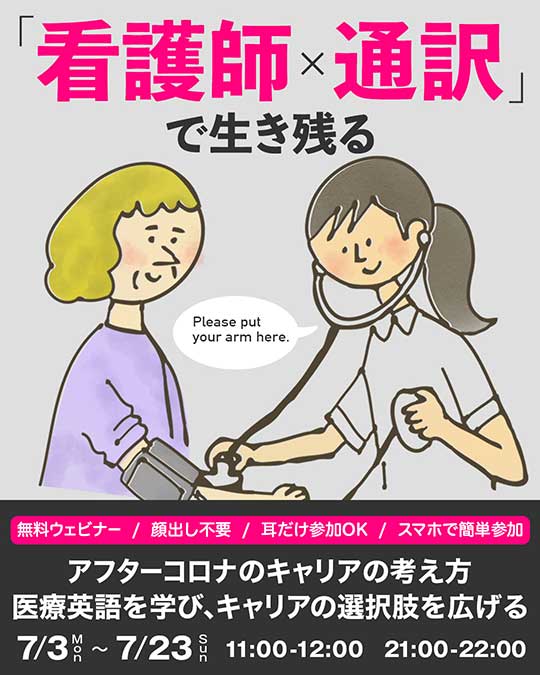 「看護師×通訳」
で生き残る
Please put
your arm here.
無料ウェビナー / 顔出し不要 / 耳だけ参加OK / スマホで簡単参加
アフターコロナのキャリアの考え方
医療英語を学び、キャリアの選択肢を広げる
7/3 Mon ～ 7/23 Sun 11:00-12:00 21:00-22:00